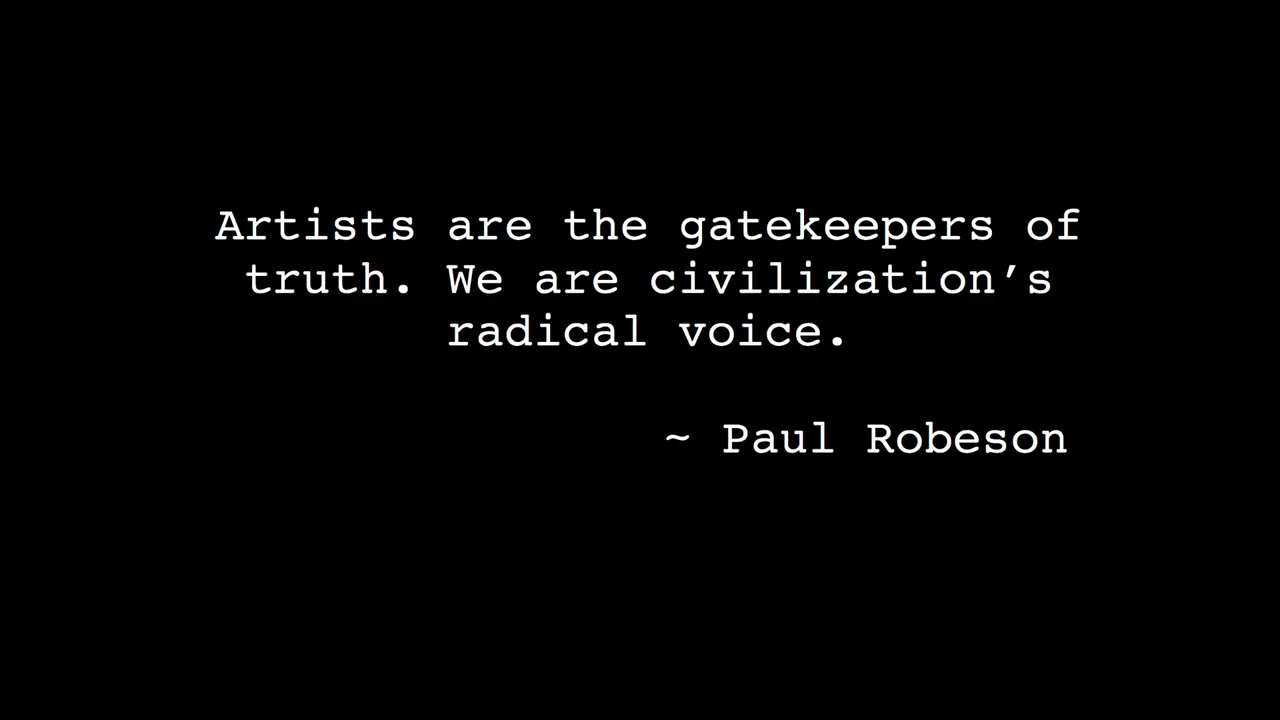 Artists are the gatekeepers of
truth. We are civilization’s
radical voice.
~ Paul Robeson